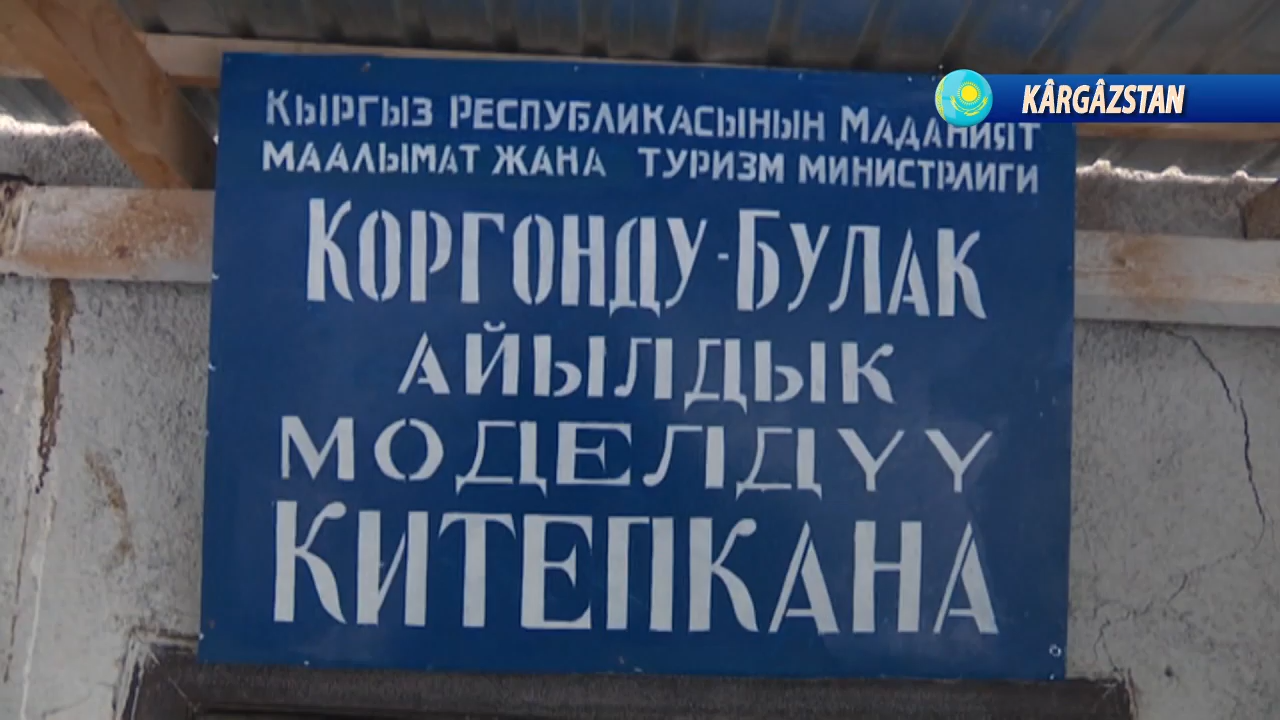 KÂRGÂZSTAN
Кыргыз Республикасынын Маданият
маалымат жана туризм министрлиги
Коргонду-Булак
айылдык
моделдүү
Китепкана